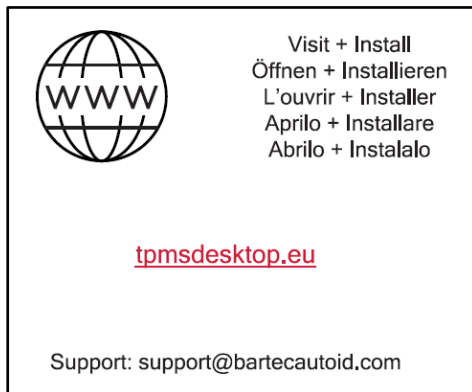 WWW
Visit + Install
Öffnen + Installieren
L'ouvrir + Installer
Aprilo + Installare
Abrilo + Instalalo
tpmsdesktop.eu
Support: support@bartecautoid.com